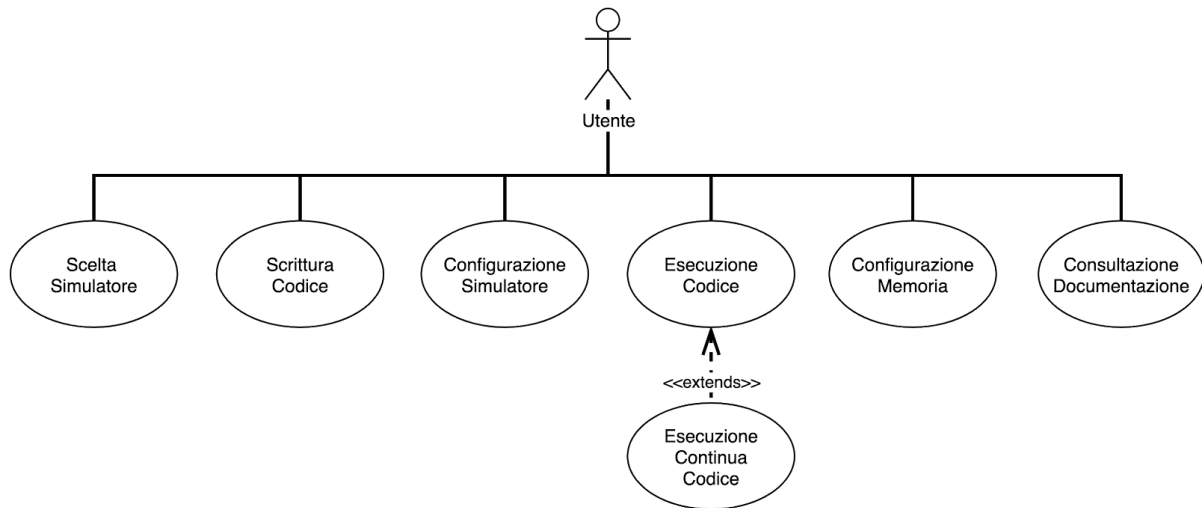 Utente
Scelta
Simulatore
Scrittura
Codice
Configurazione
Simulatore
Esecuzione
Codice
Configurazione
Memoria
Consultazione
Documentazione
<<extends>>
Esecuzione
Continua
Codice